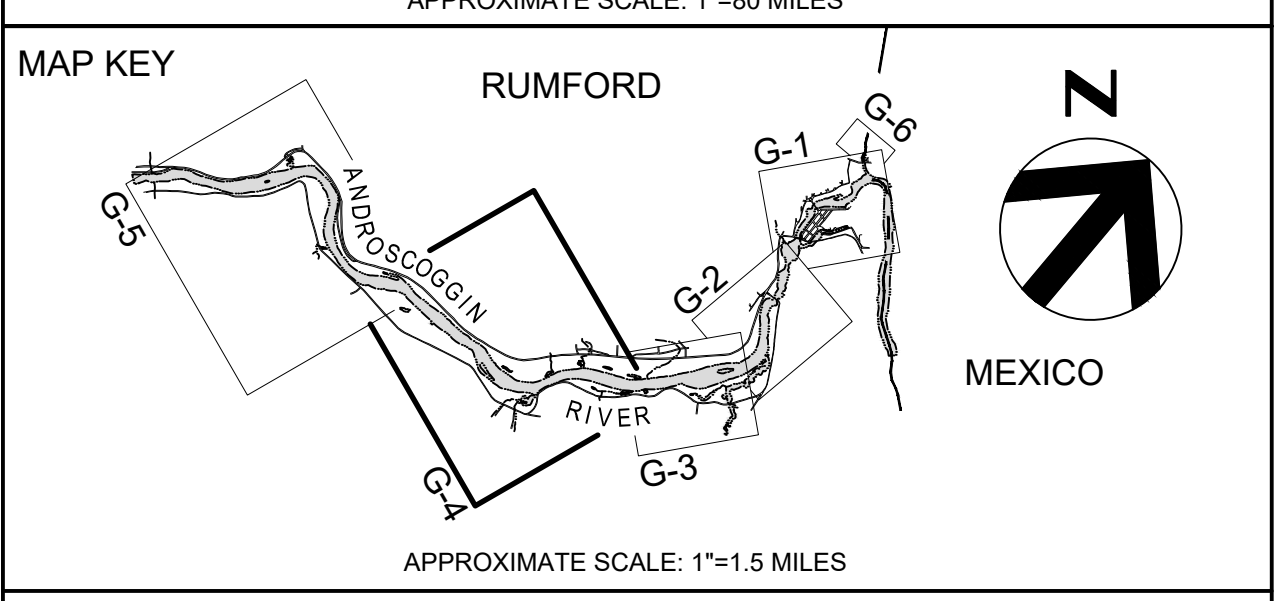 APPROXIMATE SCALE: 1"=80 MILES
MAP KEY
RUMFORD
N
G-6
G-1
G-5
ANDROSCOGGIN
G-2
MEXICO
RIVER
G-3
G-4
APPROXIMATE SCALE: 1"=1.5 MILES